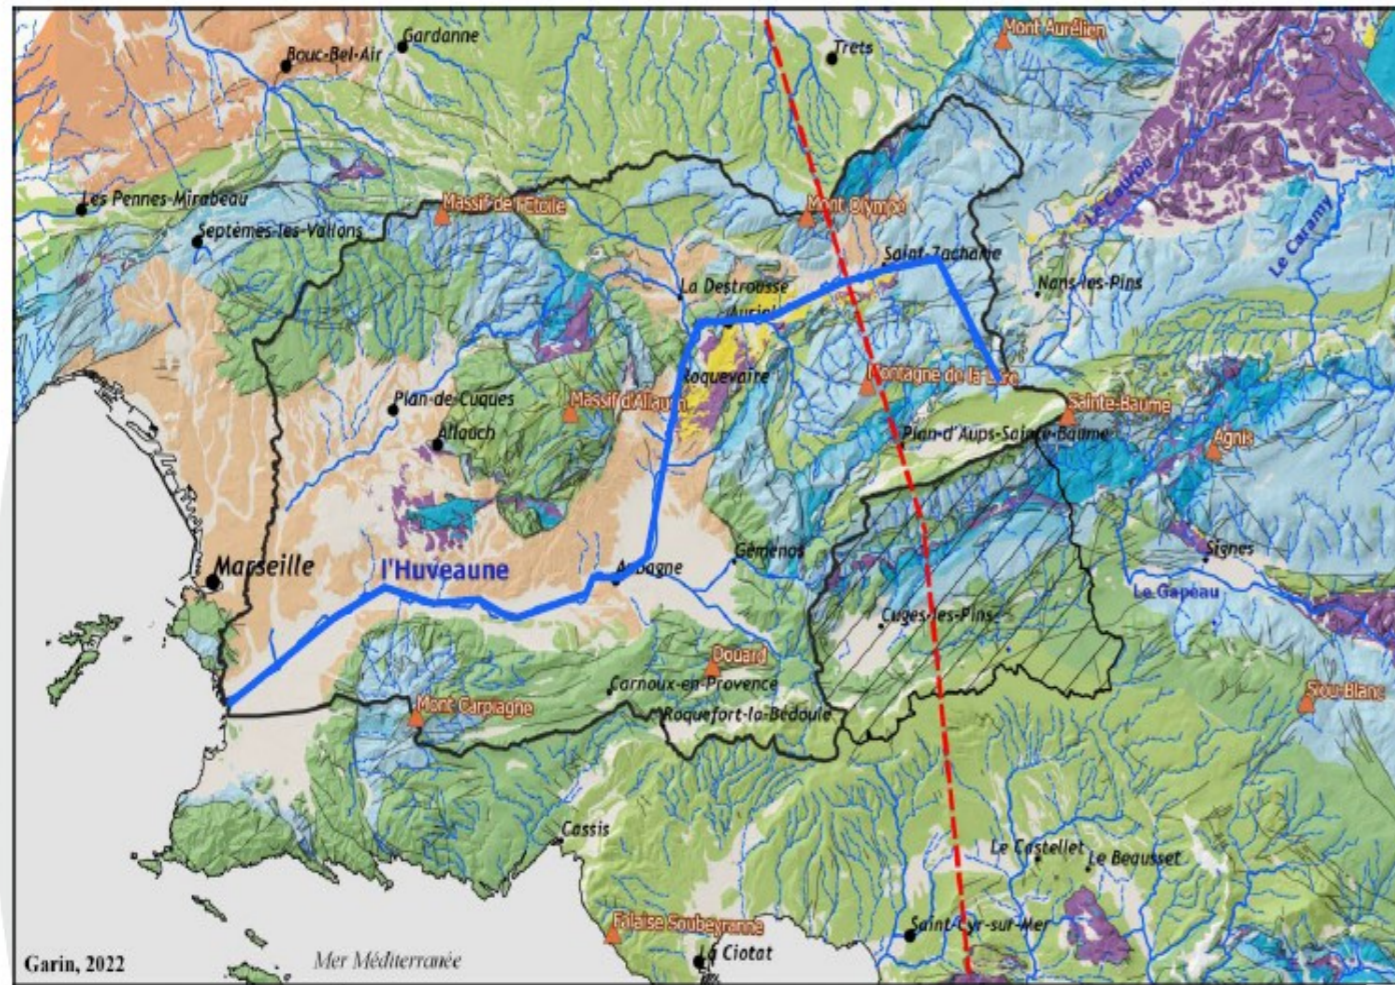 Mont Aurélien
Gardanne
Trets
Bouc-Bel-Air
Les Pennes-Mirabeau
Massif de l'Etoile
Mont Olympe
Le Cauron
Septèmes-les-Vallons
Le Caramy
Saint-Zacharie
Nans-les-Pins
La Destrousse
Auriol
Roquevaire
Montagne de la Lare
Plan-de-Cuques
Massif d'Allauch
Sainte-Baume
Allauch
Plan-d'Aups-Sainte-Baume
Agnis
Gémenos
Signes
Marseille
l'Huveaune
Aubagne
Le Gapeau
Cuges-les-Pins
Douard
Carnoux-en-Provence
Siou-Blanc
Mont Carpiagne
Roquefort-la-Bédoule
Cassis
Le Castellet
Le Beausset
Falaise Soubeyranne
Saint-Cyr-sur-Mer
La Ciotat
Garin, 2022
Mer Méditerranée